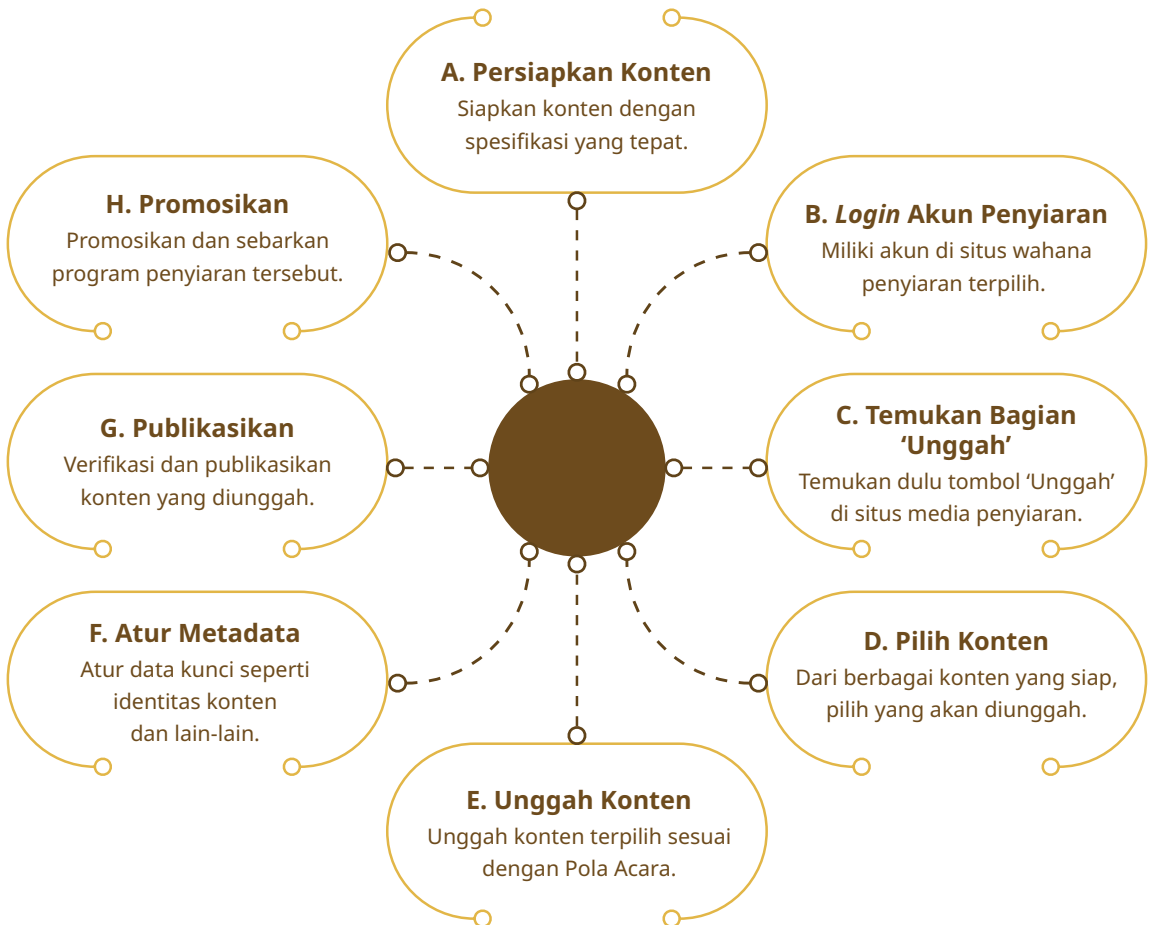 A. Persiapkan Konten
Siapkan konten dengan
spesifikasi yang tepat.
B. Login Akun Penyiaran
Miliki akun di situs wahana
penyiaran terpilih.
C. Temukan Bagian
‘Unggah’
Temukan dulu tombol ‘Unggah’
di situs media penyiaran.
D. Pilih Konten
Dari berbagai konten yang siap,
pilih yang akan diunggah.
E. Unggah Konten
Unggah konten terpilih sesuai
dengan Pola Acara.
F. Atur Metadata
Atur data kunci seperti
identitas konten
dan lain-lain.
G. Publikasikan
Verifikasi dan publikasikan
konten yang diunggah.
H. Promosikan
Promosikan dan sebarkan
program penyiaran tersebut.